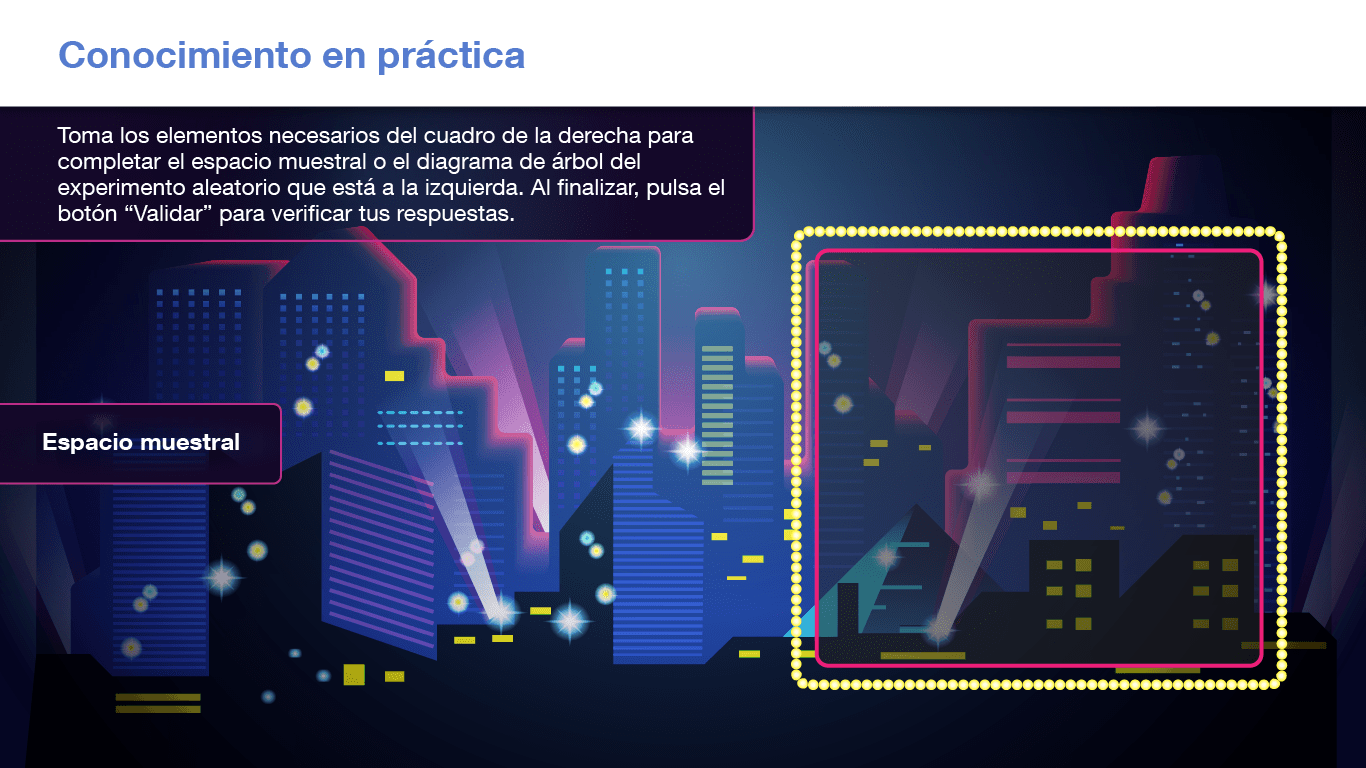 Conocimiento en práctica
Toma los elementos necesarios del cuadro de la derecha para
completar el espacio muestral o el diagrama de árbol del
experimento aleatorio que está a la izquierda. Al finalizar, pulsa el
botón “Validar” para verificar tus respuestas.
Espacio muestral